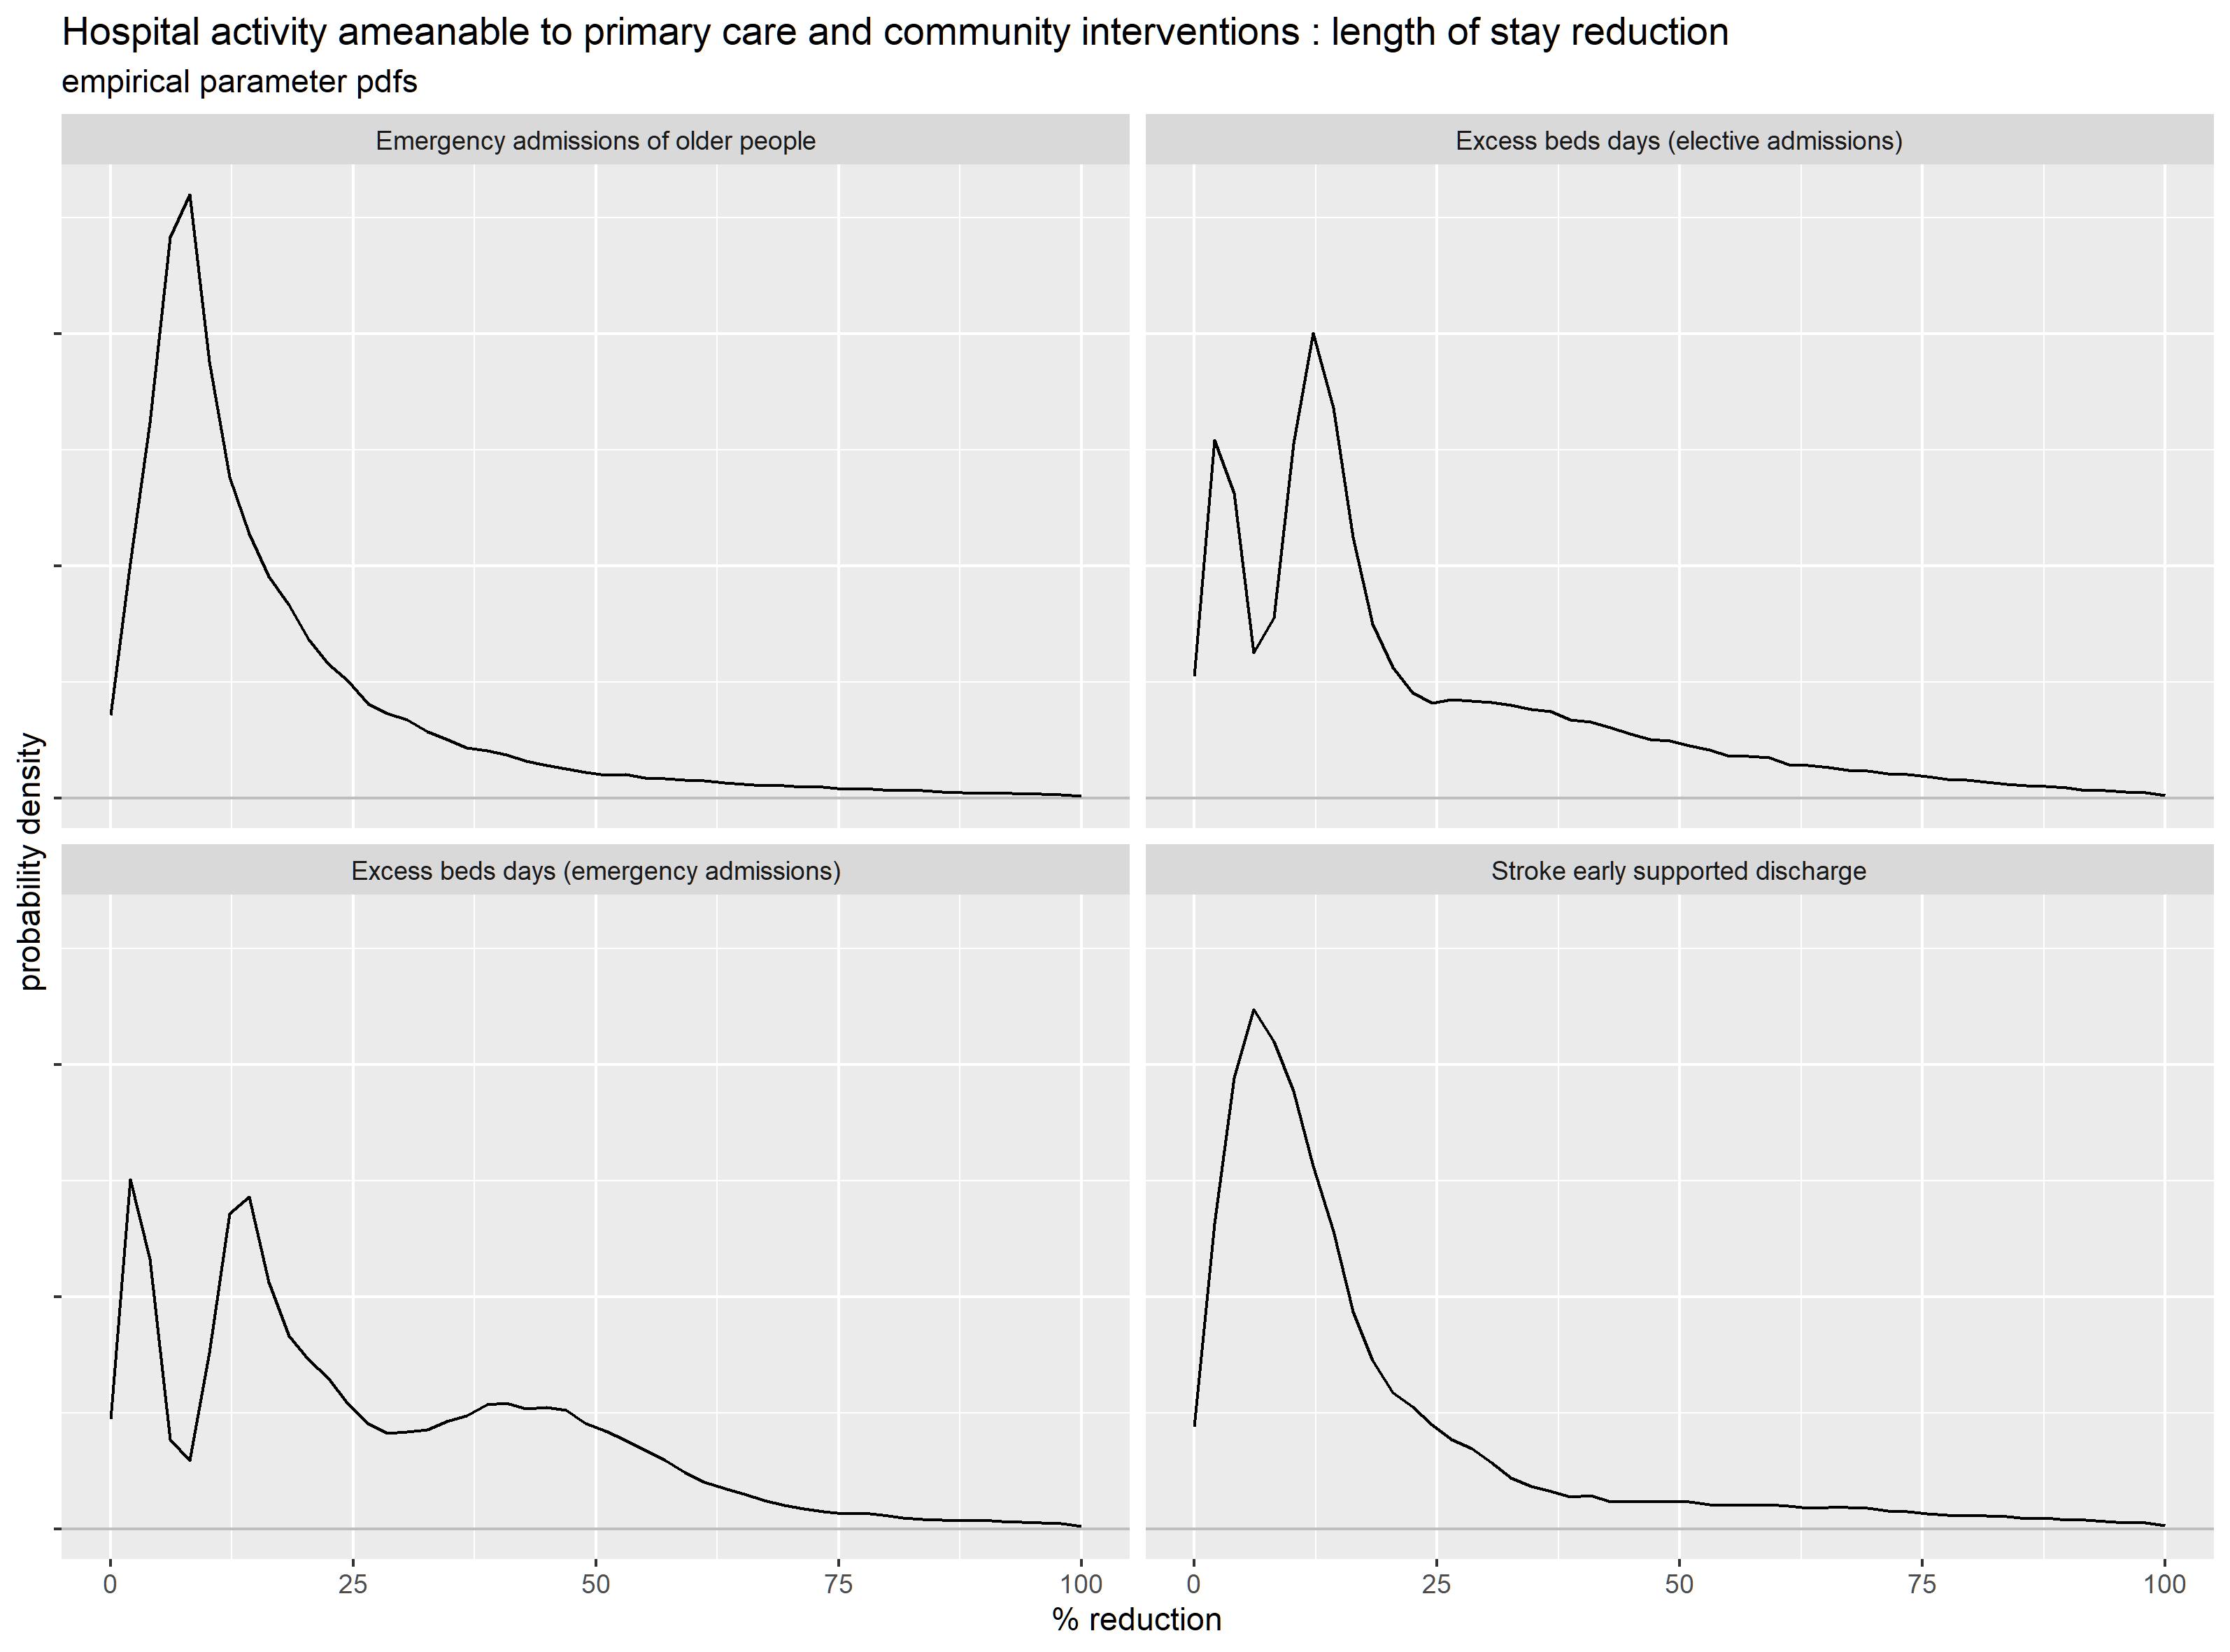 Hospital activity ameanable to primary care and community interventions : length of stay reduction
empirical parameter pdfs
Emergency admissions of older people
Excess beds days (elective admissions)
probability density
Excess beds days (emergency admissions)
Stroke early supported discharge
0 25 50 75 100
0 25 50 75 100
% reduction